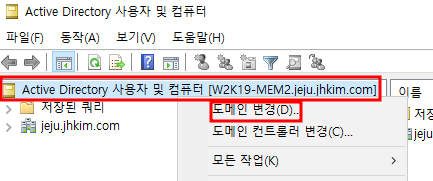 Active Directory 사용자 및 컴퓨터
파일(F) 동작(A) 보기(V) 도움말(H)
Active Directory 사용자 및 컴퓨터 [W2K19-MEM2.jeju.jhkim.com]
이름
저장된 쿼리
도메인 변경(D)...
jeju.jhkim.com
도메인 컨트롤러 변경(C)...
모든 작업(K)